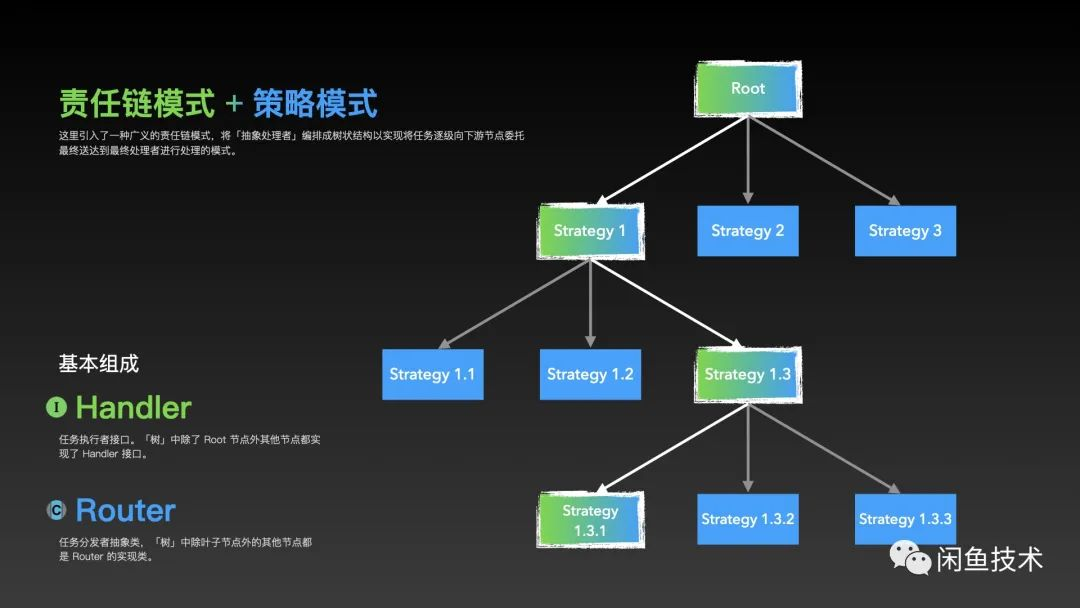 责任链模式 + 策略模式
这里引入了一种广义的责任链模式，将「抽象处理者」编排成树状结构以实现将任务逐级向下游节点委托
最终送达到最终处理者进行处理的模式。
Root
Strategy 1
Strategy 2
Strategy 3
Strategy 1.1
Strategy 1.2
Strategy 1.3
Strategy
1.3.1
Strategy 1.3.2
Strategy 1.3.3
基本组成
I Handler
任务执行者接口。「树」中除了 Root 节点外其他节点都实
现了 Handler 接口。
C Router
任务分发者抽象类，「树」中除叶子节点外的其他节点都
是 Router 的实现类。
闲鱼技术